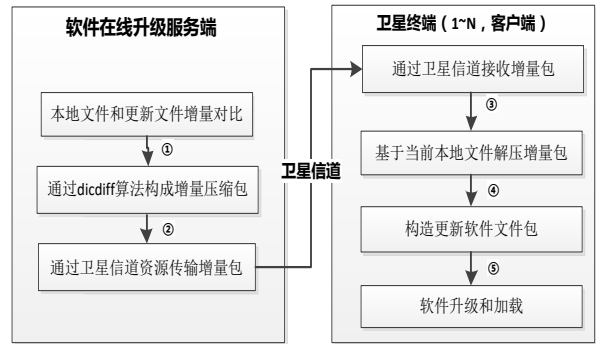 软件在线升级服务端
本地文件和更新文件增量对比
①
通过dicdiff算法构成增量压缩包
②
通过卫星信道资源传输增量包
卫星信道
卫星终端（1~N，客户端）
通过卫星信道接收增量包
③
基于当前本地文件解压增量包
④
构造更新软件文件包
⑤
软件升级和加载